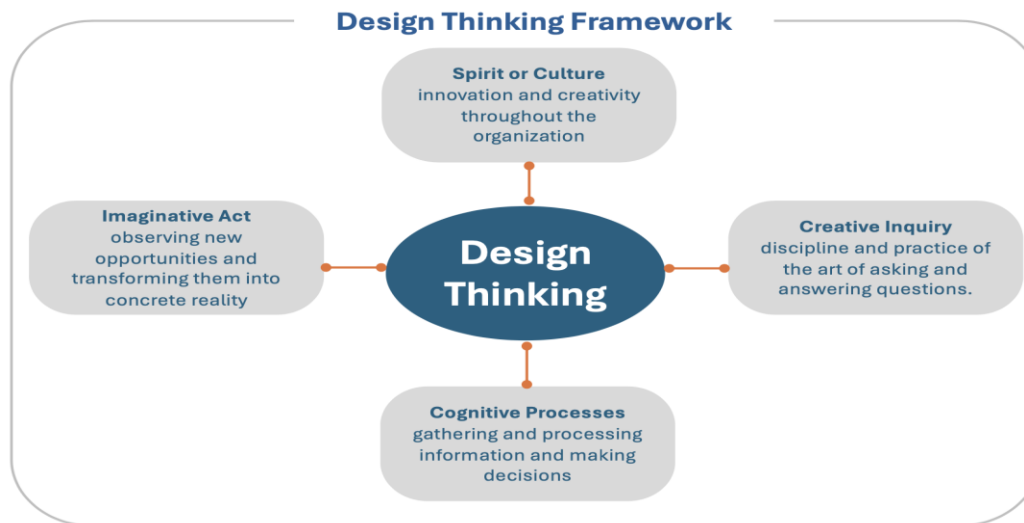 Design Thinking Framework
Spirit or Culture
innovation and creativity
throughout the
organization
Imaginative Act
observing new
opportunities and
transforming them into
concrete reality
Design
Thinking
Creative Inquiry
discipline and practice of
the art of asking and
answering questions.
Cognitive Processes
gathering and processing
information and making
decisions